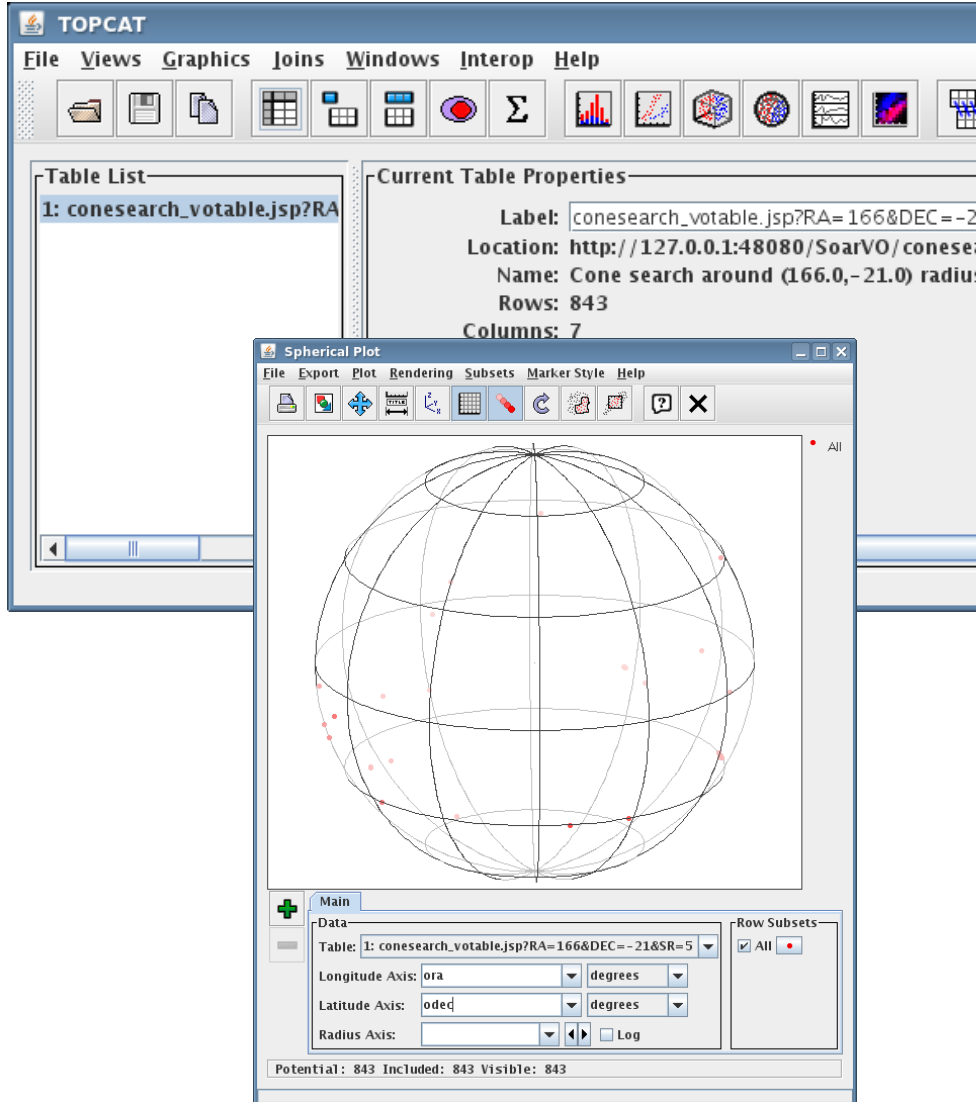 TOPCAT
File Views Graphics Joins Windows Interop Help
Σ
Table List
1: conesearch_votable.jsp?RA
Current Table Properties
Label: conesearch_votable.jsp?RA=166&DEC=-2
Location: http://127.0.0.1:48080/SoarVO/conesea
Name: Cone search around (166.0,-21.0) radius
Rows: 843
Columns: 7
Spherical Plot
File Export Plot Rendering Subsets Marker Style Help
TITLE
z y x
All
Main
Data
Table: 1: conesearch_votable.jsp?RA=166&DEC=-21&SR=5
Longitude Axis: ora degrees
Latitude Axis: odec degrees
Radius Axis: Log
Row Subsets
All
Potential: 843 Included: 843 Visible: 843